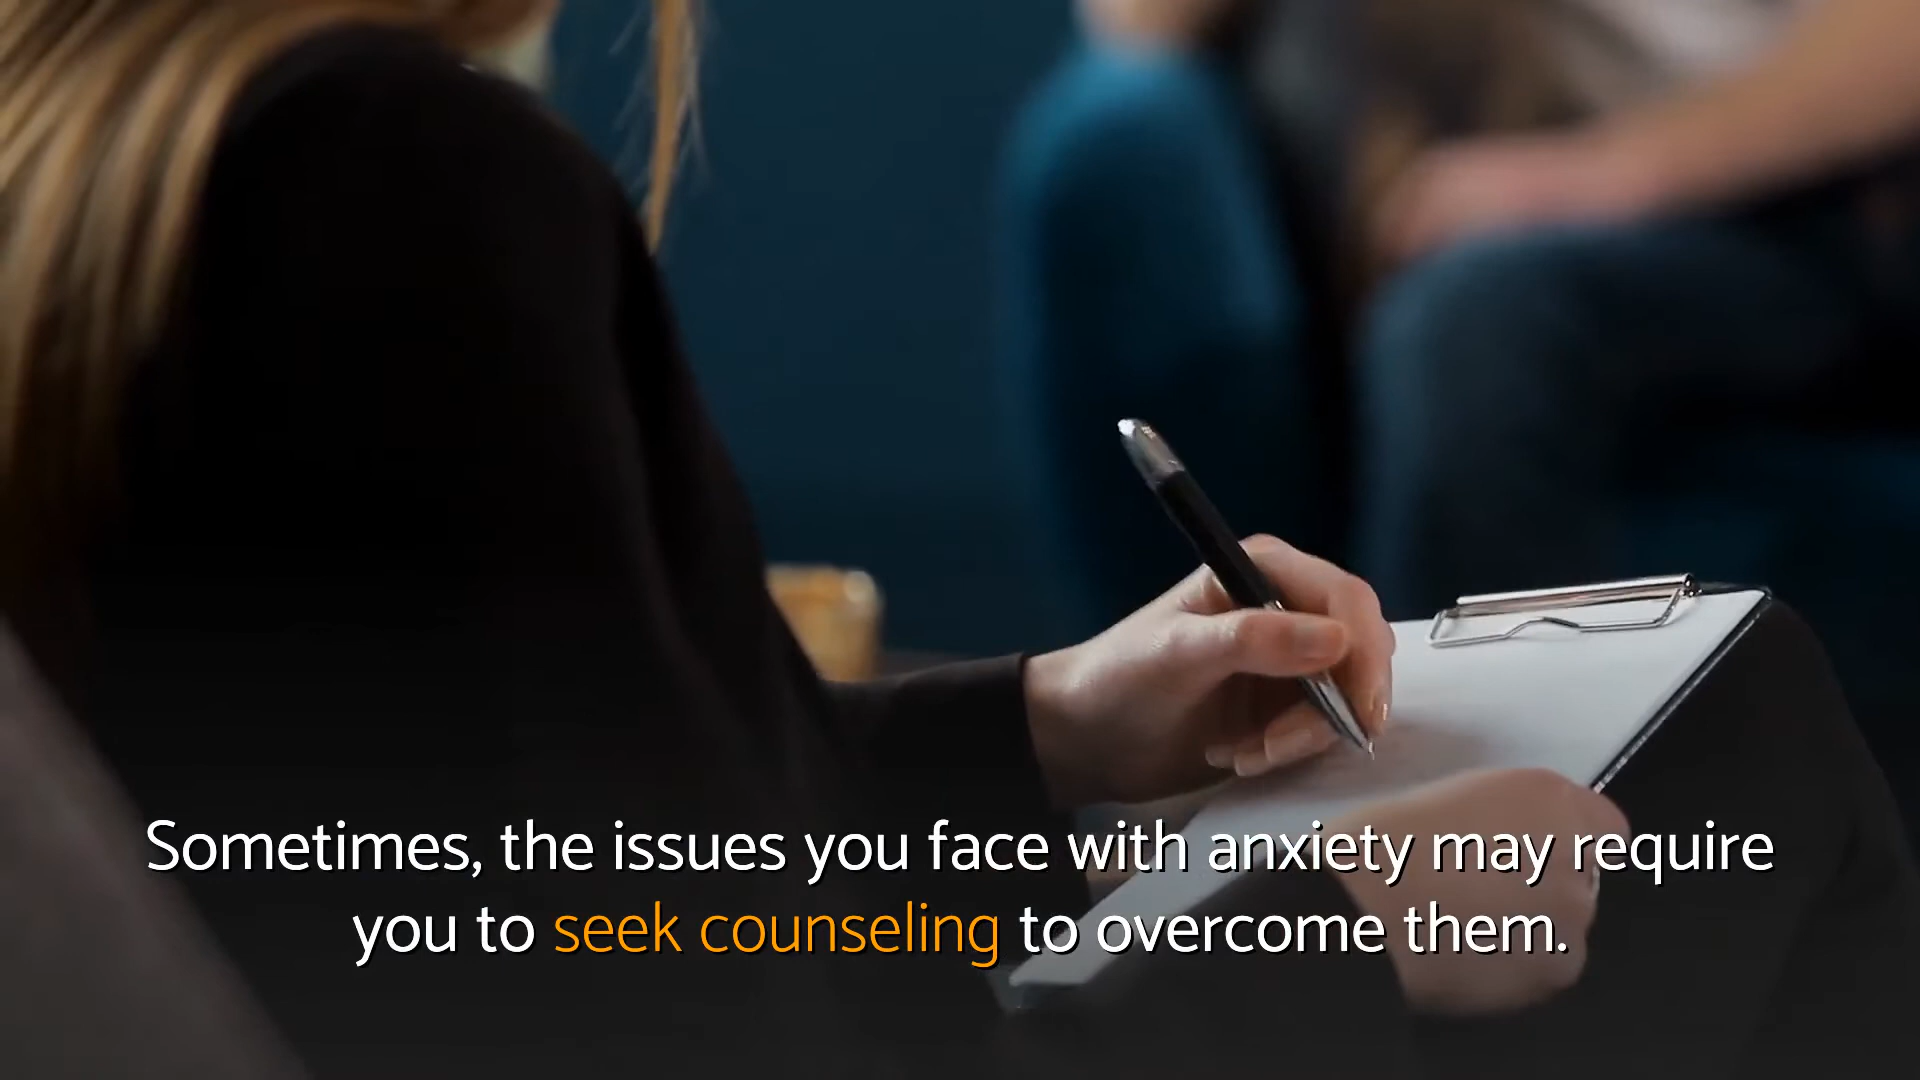 Sometimes, the issues you face with anxiety may require
you to seek counseling to overcome them.